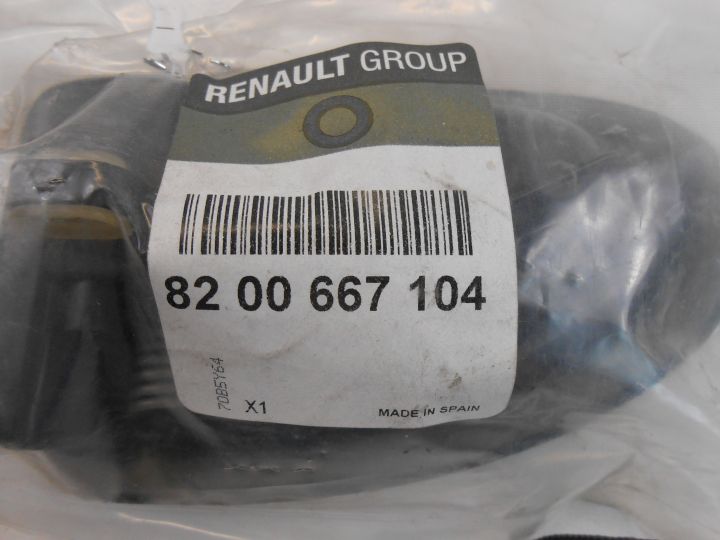 RENAULT GROUP
82 00 667 104
7085Y64
X1
MADE IN SPAIN